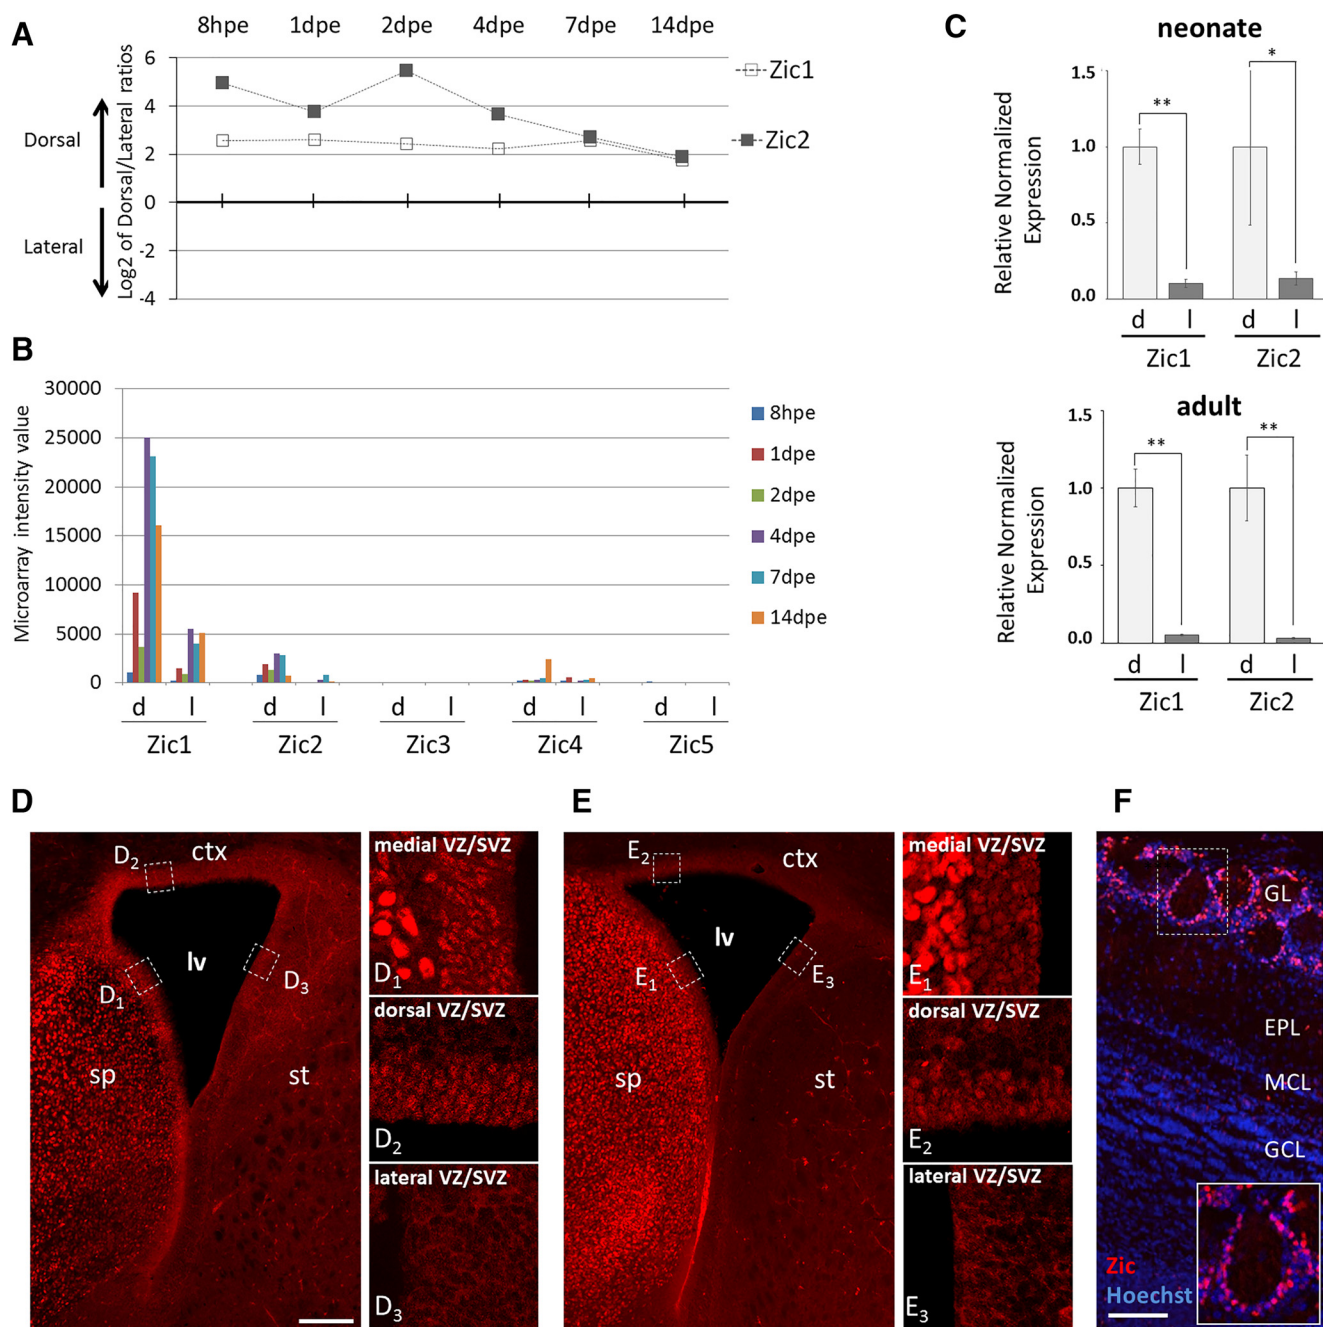 A
8hpe 1dpe 2dpe 4dpe 7dpe 14dpe
6
4
2
0
-2
-4
Log2 of Dorsal/Lateral ratios
Dorsal
Lateral
Zic1
Zic2
B
30000
25000
20000
15000
10000
5000
0
Microarray intensity value
d l d l d l d l d l
Zic1 Zic2 Zic3 Zic4 Zic5
8hpe
1dpe
2dpe
4dpe
7dpe
14dpe
C
neonate
Relative Normalized
Expression
1.5
1.0
0.5
0.0
** *
d l d l
Zic1 Zic2
adult
Relative Normalized
Expression
1.5
1.0
0.5
0.0
** **
d l d l
Zic1 Zic2
D
D2
ctx
lv
D1
D3
sp
st
medial VZ/SVZ
D1
dorsal VZ/SVZ
D2
lateral VZ/SVZ
D3
E
E2
ctx
lv
E1
E3
sp
st
medial VZ/SVZ
E1
dorsal VZ/SVZ
E2
lateral VZ/SVZ
E3
F
GL
EPL
MCL
GCL
Zic
Hoechst